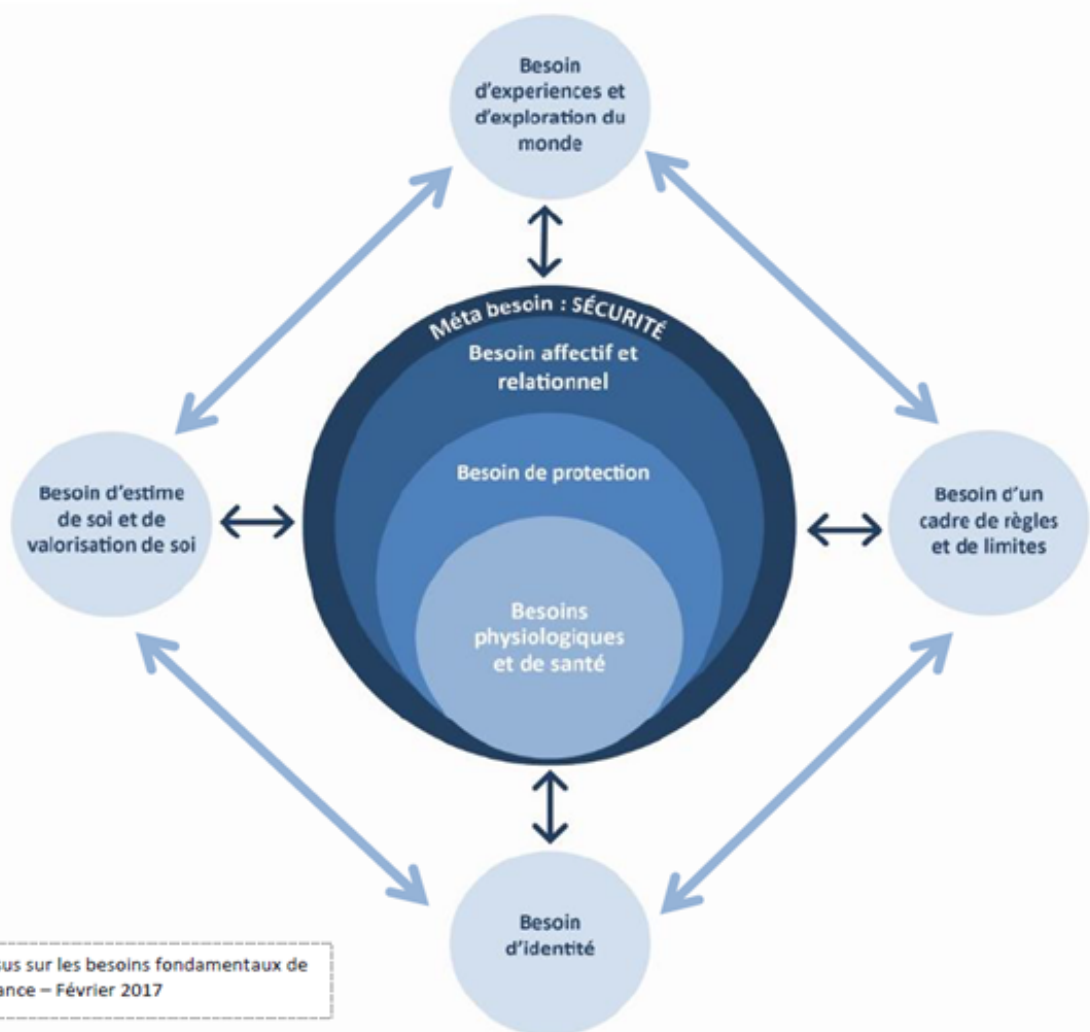 Besoin
d'experiences et
d'exploration du
monde
Méta besoin : SÉCURITÉ
Besoin affectif et
relationnel
Besoin de protection
Besoin d'estime
de soi et de
valorisation de soi
Besoin d'un
cadre de règles
et de limites
Besoins
physiologiques
et de santé
Besoin
d'identité
sus sur les besoins fondamentaux de
ance – Février 2017